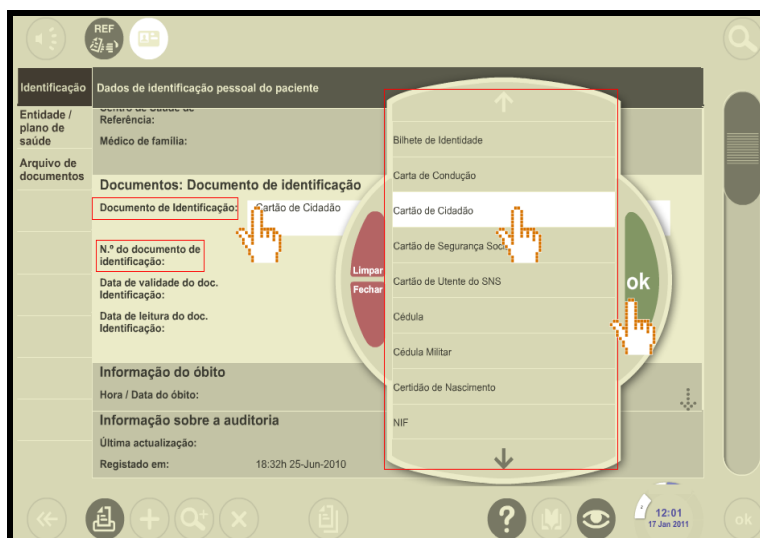 REF
Identificação
Dados de identificação pessoal do paciente
Entidade /
plano de
saúde
Arquivo de
documentos
Centro de Saúde de
Referência:
Médico de família:
Documentos: Documento de identificação
Documento de Identificação:
Cartão de Cidadão
N.º do documento de
identificação:
Data de validade do doc.
Identificação:
Data de leitura do doc.
Identificação:
Informação do óbito
Hora / Data do óbito:
Informação sobre a auditoria
Última actualização:
Registado em:
18:32h 25-Jun-2010
Limpar
Fechar
Bilhete de Identidade
Carta de Condução
Cartão de Cidadão
Cartão de Segurança Soc
Cartão de Utente do SNS
Cédula
Cédula Militar
Certidão de Nascimento
NIF
ok
?
12:01
17 Jan 2011
ok